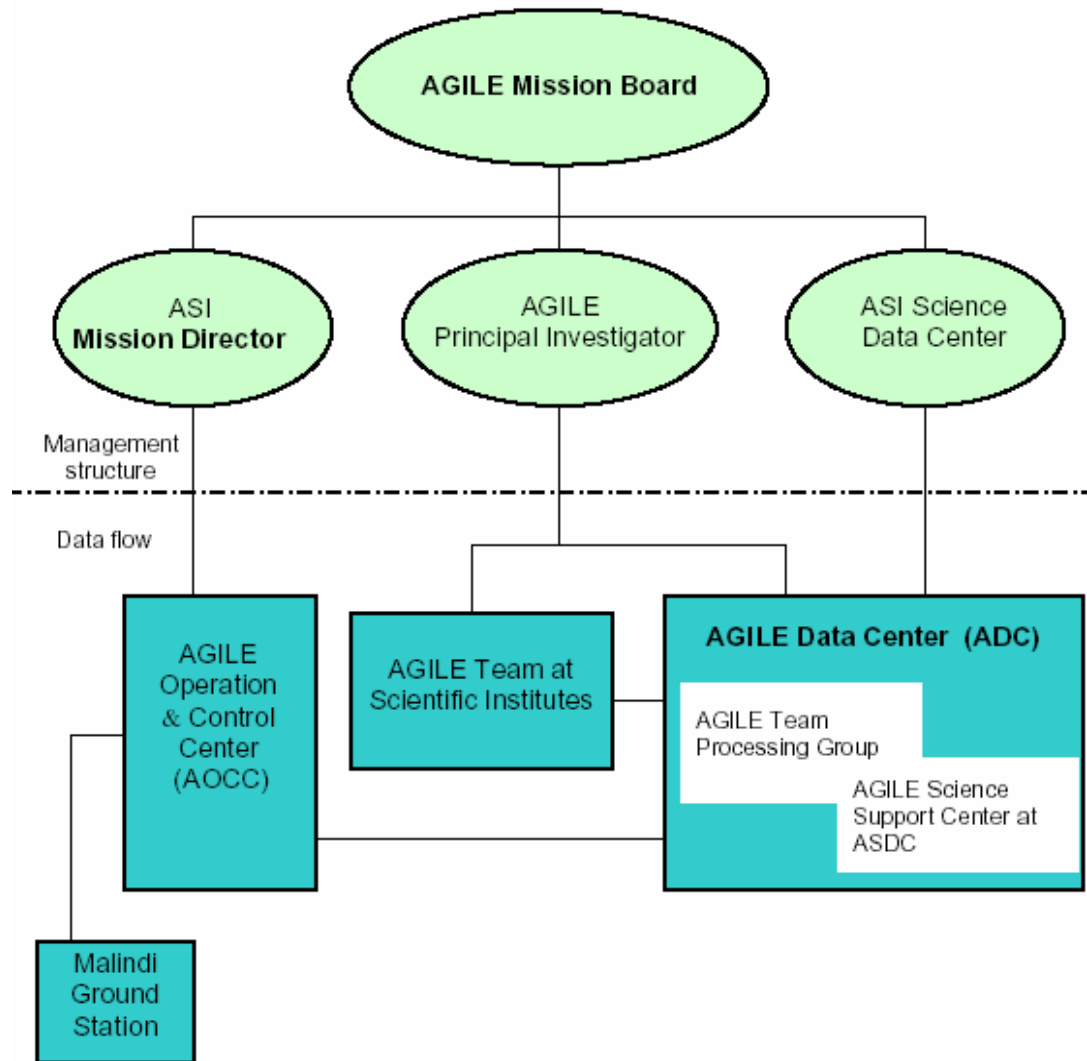 AGILE Mission Board
ASI
Mission Director
AGILE
Principal Investigator
ASI Science
Data Center
Management
structure
Data flow
AGILE
Operation
& Control
Center
(AOCC)
AGILE Team at
Scientific Institutes
AGILE Data Center (ADC)
AGILE Team
Processing Group
AGILE Science
Support Center at
ASDC
Malindi
Ground
Station